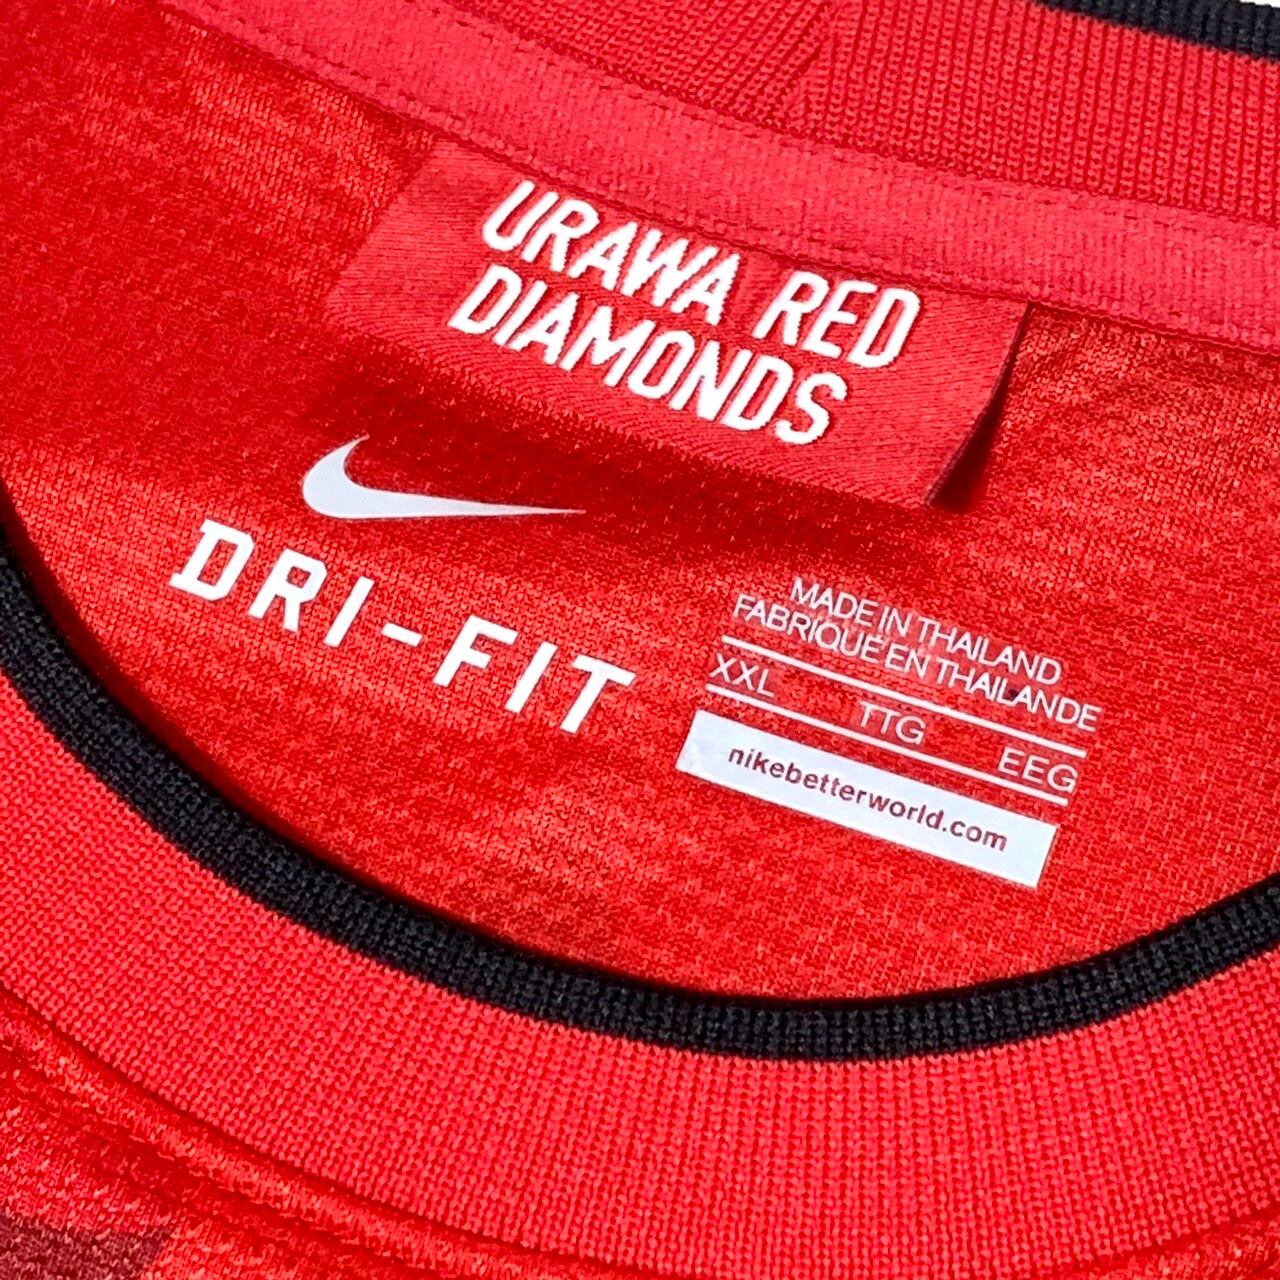 URAWA RED
DIAMONDS
DRI-FIT
MADE IN THAILAND
FABRIQUE EN THAILANDE
XXL TTG EEG
nikebetterworld.com